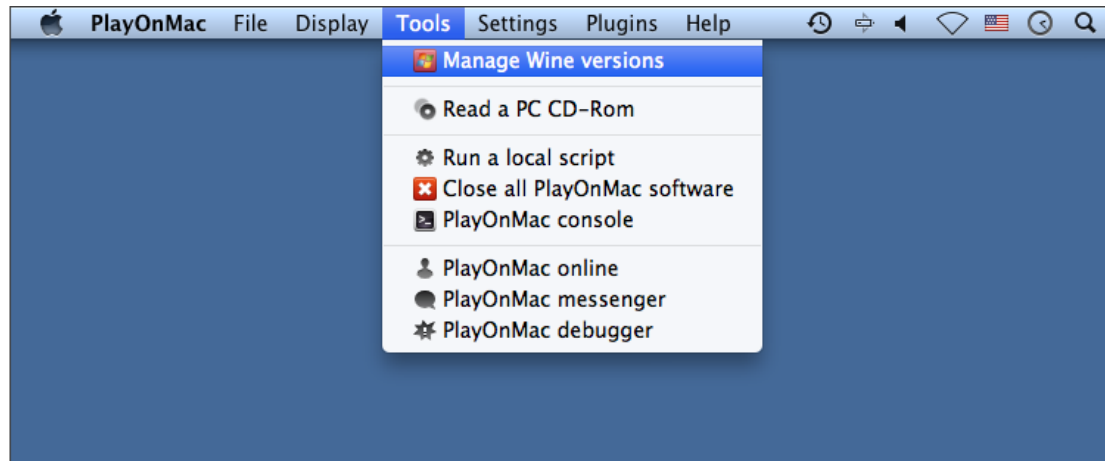 PlayOnMac File Display Tools Settings Plugins Help
Manage Wine versions
Read a PC CD-Rom
Run a local script
Close all PlayOnMac software
PlayOnMac console
PlayOnMac online
PlayOnMac messenger
PlayOnMac debugger